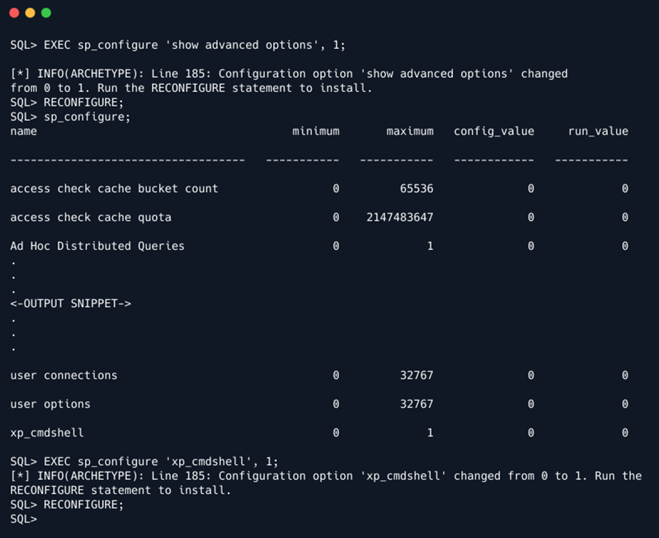 SQL> EXEC sp_configure 'show advanced options', 1;
[*] INFO(ARCHETYPE): Line 185: Configuration option 'show advanced options' changed
from 0 to 1. Run the RECONFIGURE statement to install.
SQL> RECONFIGURE;
SQL> sp_configure;
name minimum maximum config_value run_value
----------------------------------- ----------- ----------- ------------ -----------
access check cache bucket count 0 65536 0 0
access check cache quota 0 2147483647 0 0
Ad Hoc Distributed Queries 0 1 0 0
.
.
.
<-OUTPUT SNIPPET->
.
.
.
user connections 0 32767 0 0
user options 0 32767 0 0
xp_cmdshell 0 1 0 0
SQL> EXEC sp_configure 'xp_cmdshell', 1;
[*] INFO(ARCHETYPE): Line 185: Configuration option 'xp_cmdshell' changed from 0 to 1. Run the
RECONFIGURE statement to install.
SQL> RECONFIGURE;
SQL>